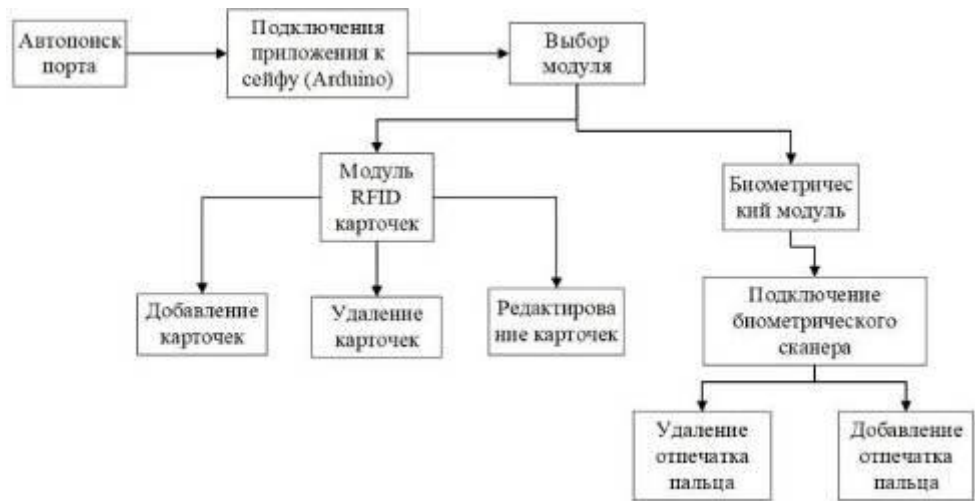 Автопоиск
порта
Подключения
приложения к
сейфу (Arduino)
Выбор
модуля
Модуль
RFID
карточек
Биометричес
кий модуль
Добавление
карточек
Удаление
карточек
Редактирова
ние карточек
Подключение
биометрического
сканера
Удаление
отпечатка
пальца
Добавление
отпечатка
пальца